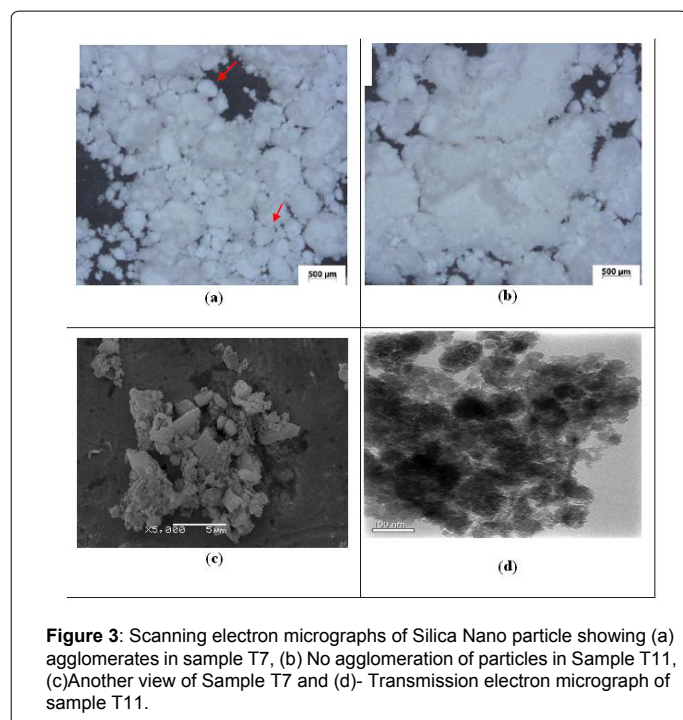 500 µm
(a)
500 µm
(b)
X5,000 5µm
(c)
100 nm
(d)
Figure 3: Scanning electron micrographs of Silica Nano particle showing (a)
agglomerates in sample T7, (b) No agglomeration of particles in Sample T11,
(c)Another view of Sample T7 and (d)- Transmission electron micrograph of
sample T11.